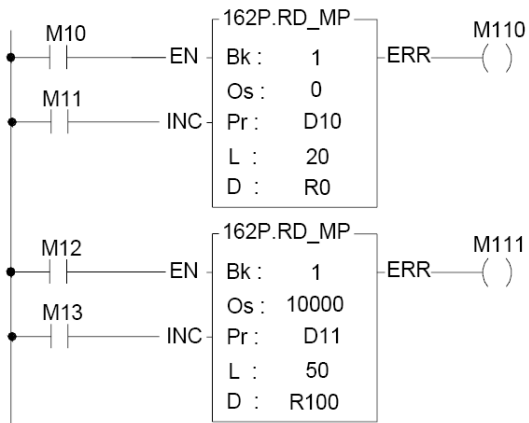 162P.RD_MP
M10
EN
Bk : 1
ERR
M110
Os : 0
M11
INC
Pr : D10
L : 20
D : R0
162P.RD_MP
M12
EN
Bk : 1
ERR
M111
Os : 10000
M13
INC
Pr : D11
L : 50
D : R100